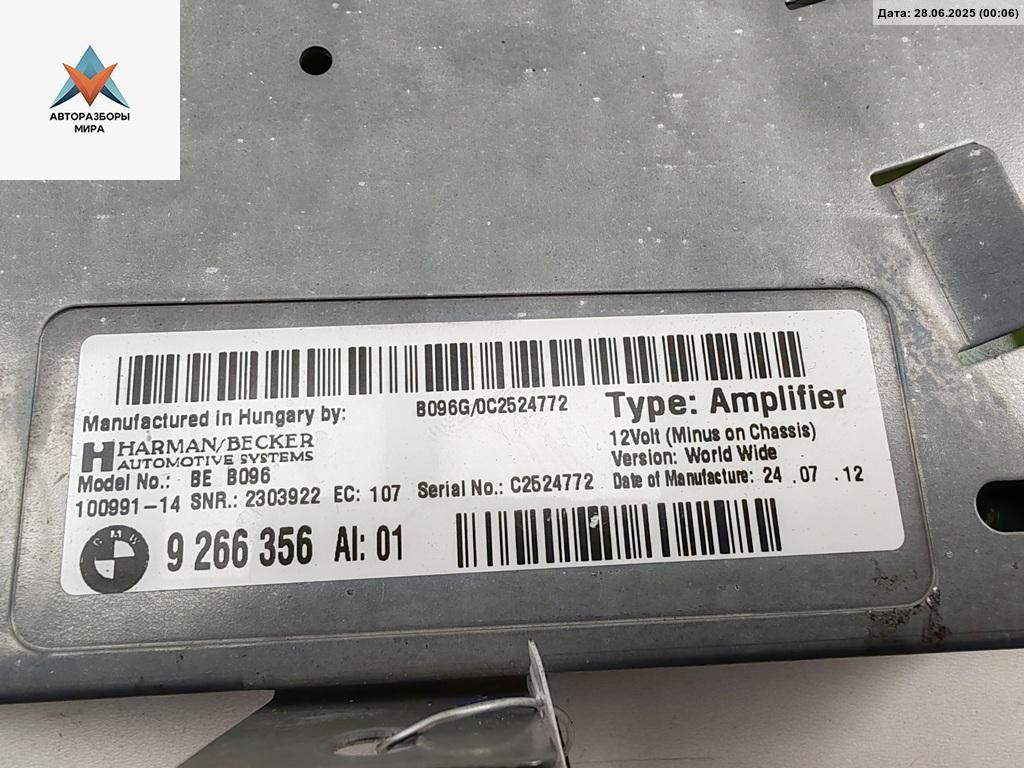 Дата: 28.06.2025 (00:06)
АВТОРАЗБОРЫ
МИРА
Manufactured in Hungary by:
B096G/0C2524772
Type: Amplifier
HARMAN/BECKER
AUTOMOTIVE SYSTEMS
12Volt (Minus on Chassis)
Version: World Wide
Model No.: BE B096
100991-14 SNR.: 2303922 EC: 107
Serial No.: C2524772
Date of Manufacture: 24 .07 .12
BMW
9 266 356 AI: 01